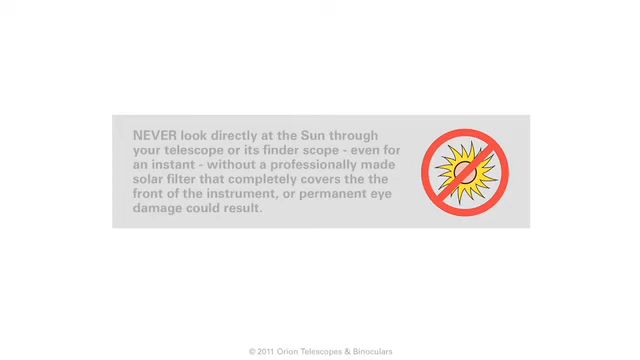 NEVER look directly at the Sun through
your telescope or its finder scope - even for
an instant - without a professionally made
solar filter that completely covers the the
front of the instrument, or permanent eye
damage could result.
© 2011 Orion Telescopes & Binoculars